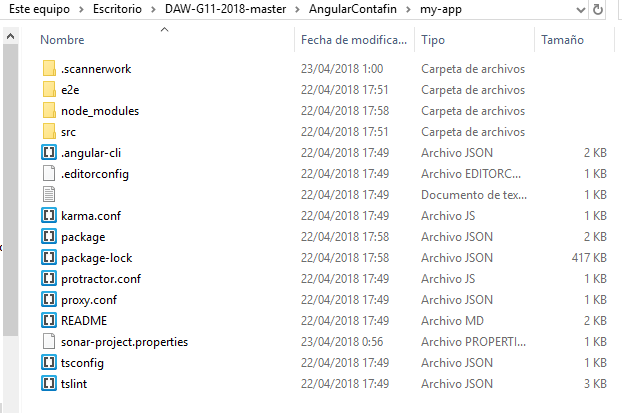 Este equipo > Escritorio > DAW-G11-2018-master > AngularContafin > my-app
Nombre Fecha de modifica... Tipo Tamaño
.scannerwork 23/04/2018 1:00 Carpeta de archivos
e2e 22/04/2018 17:51 Carpeta de archivos
node_modules 22/04/2018 17:58 Carpeta de archivos
src 22/04/2018 17:51 Carpeta de archivos
.angular-cli 22/04/2018 17:49 Archivo JSON 2 KB
.editorconfig 22/04/2018 17:49 Archivo EDITORC... 1 KB
22/04/2018 17:49 Documento de tex... 1 KB
karma.conf 22/04/2018 17:49 Archivo JS 1 KB
package 22/04/2018 17:58 Archivo JSON 2 KB
package-lock 22/04/2018 17:58 Archivo JSON 417 KB
protractor.conf 22/04/2018 17:49 Archivo JS 1 KB
proxy.conf 22/04/2018 17:49 Archivo JSON 1 KB
README 22/04/2018 17:49 Archivo MD 2 KB
sonar-project.properties 23/04/2018 0:56 Archivo PROPERTI... 1 KB
tsconfig 22/04/2018 17:49 Archivo JSON 1 KB
tslint 22/04/2018 17:49 Archivo JSON 3 KB